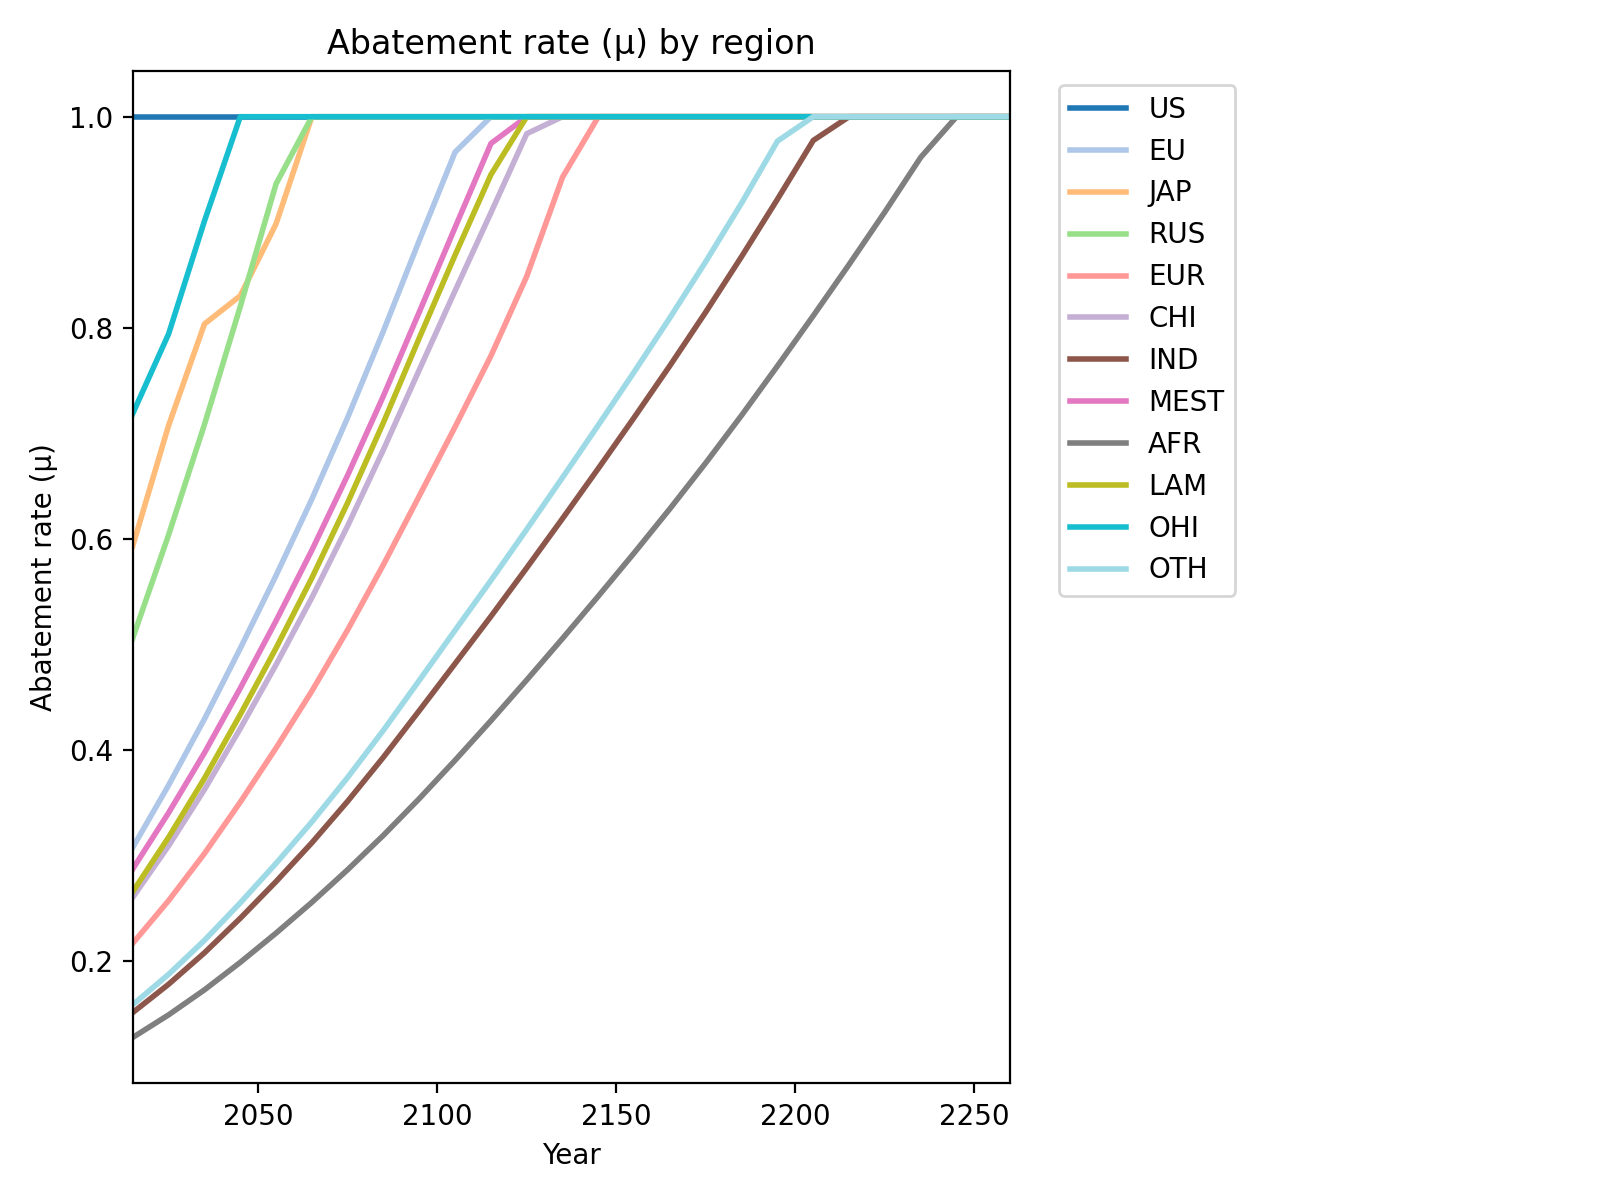 Abatement rate (μ) by region
1.0
0.8
0.6
0.4
0.2
Abatement rate (μ)
2050
2100
2150
2200
2250
Year
US
EU
JAP
RUS
EUR
CHI
IND
MEST
AFR
LAM
OHI
OTH